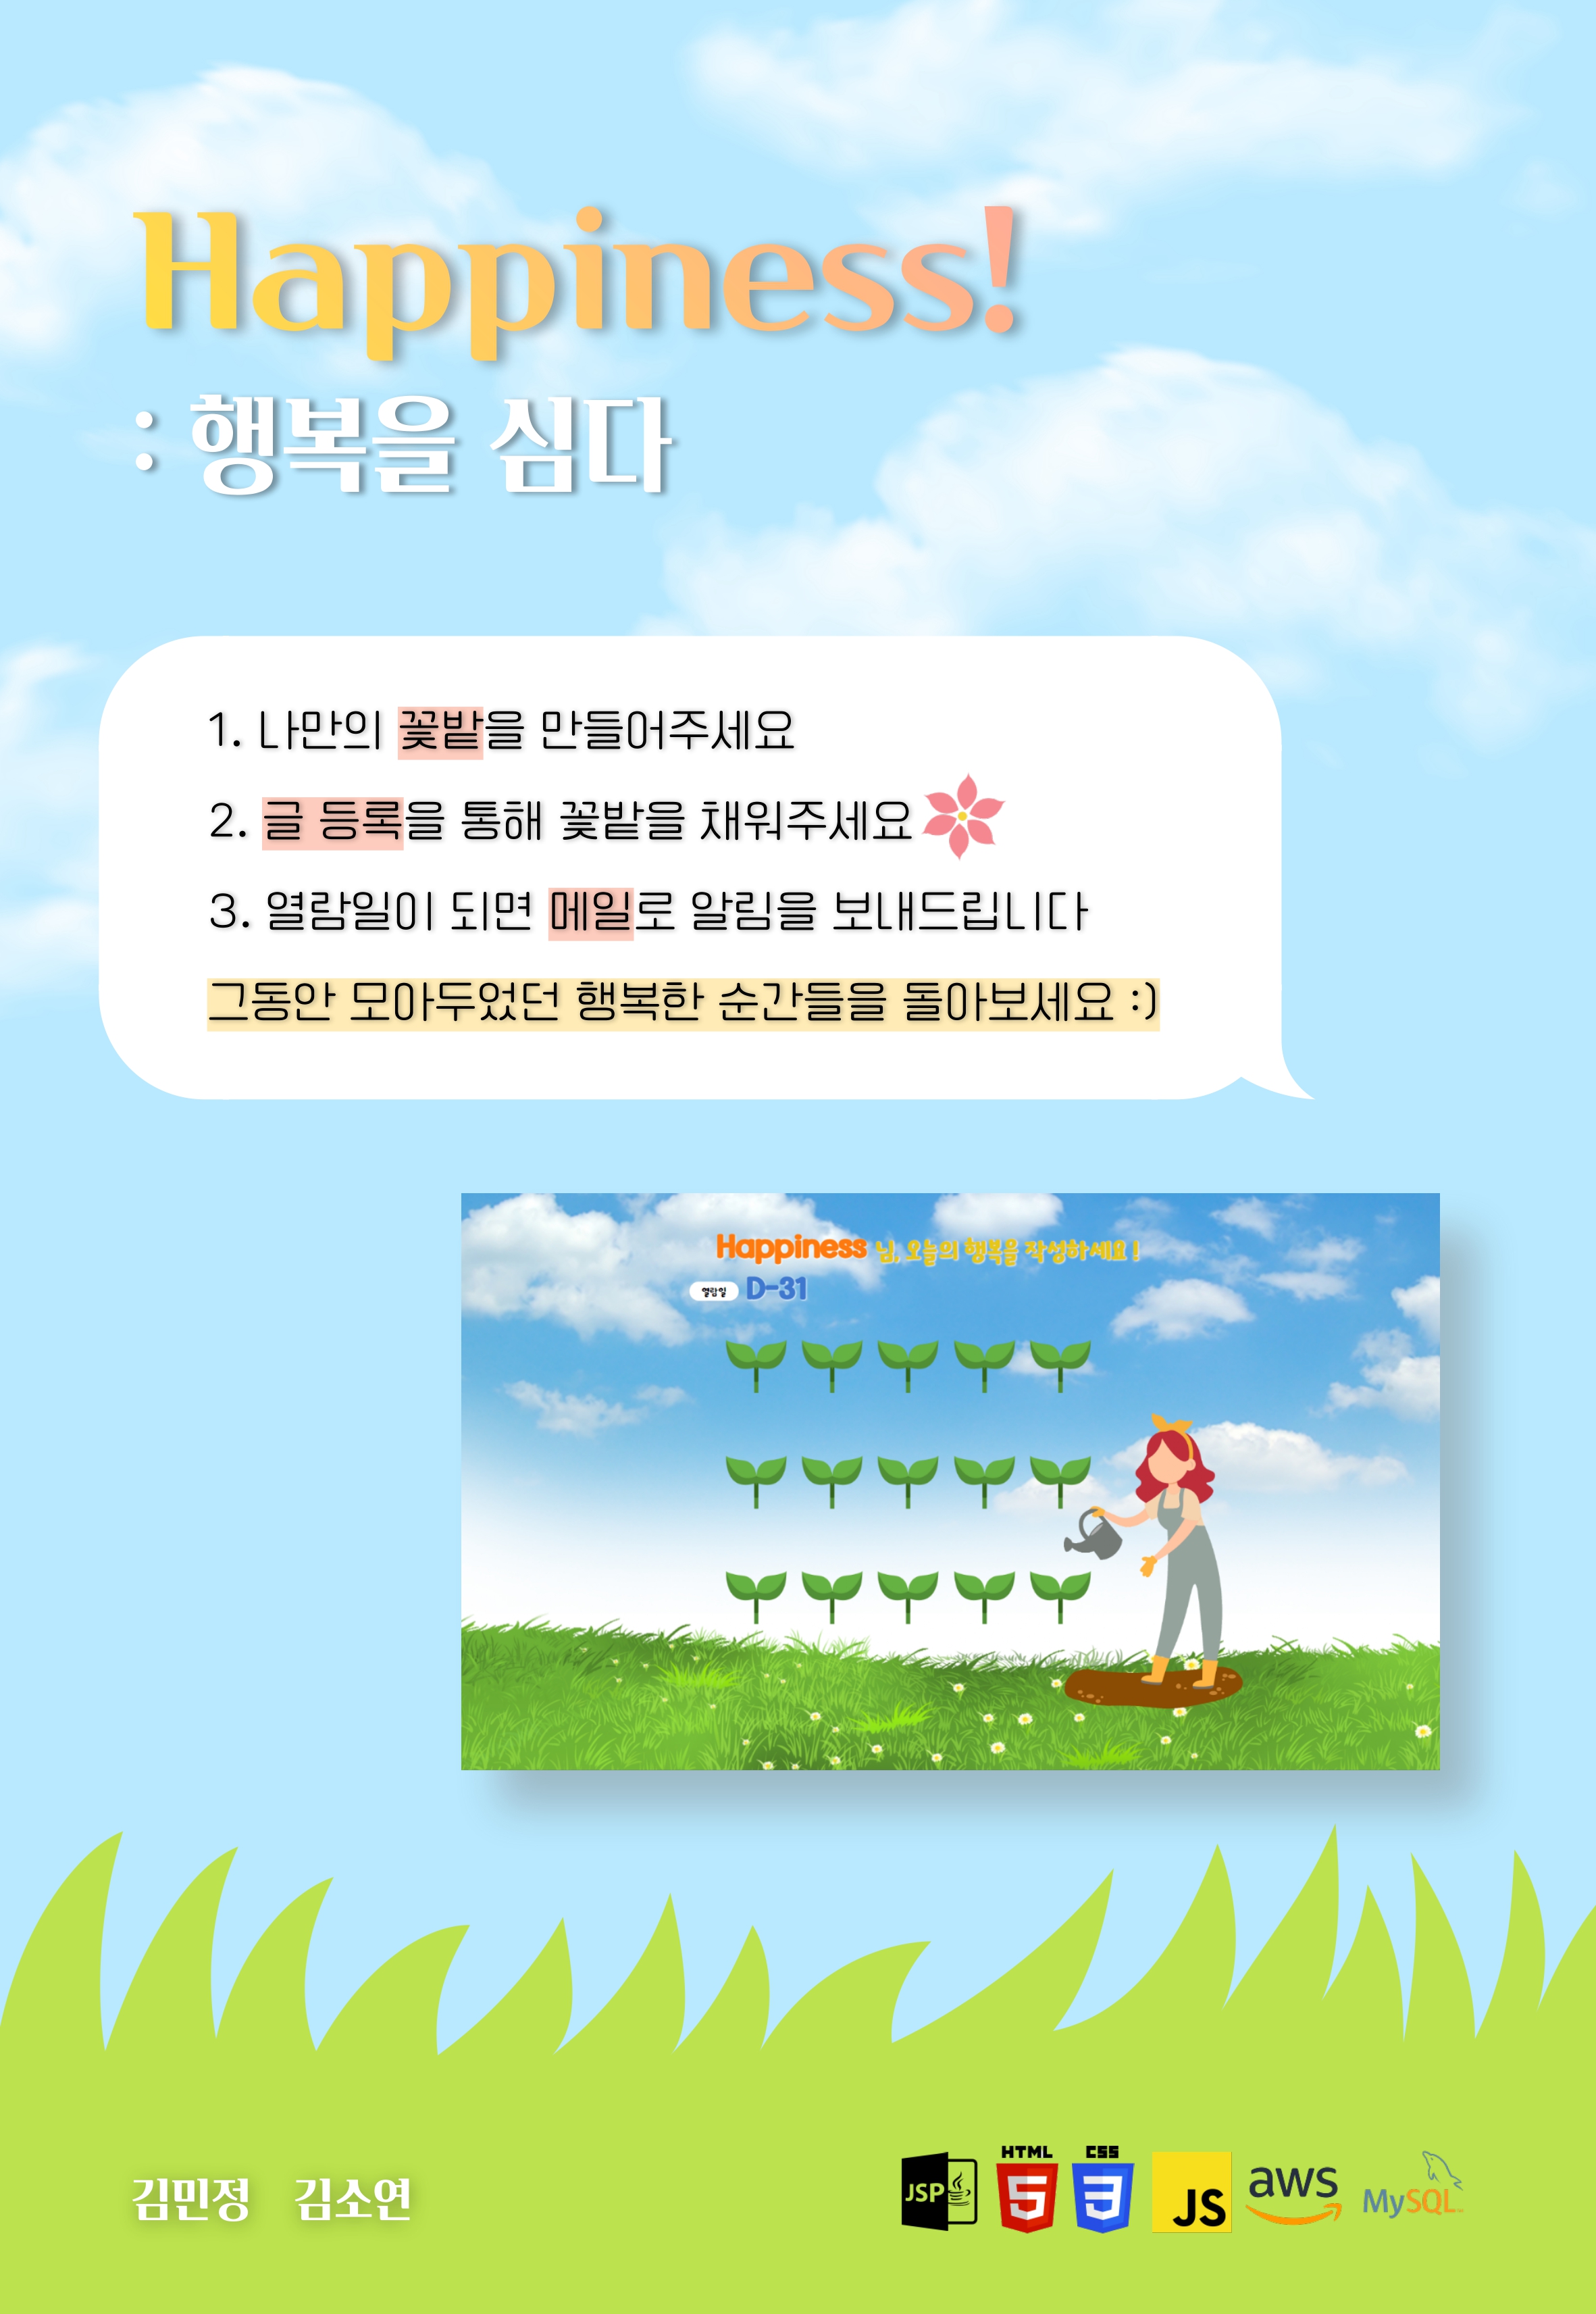 Happiness!
: 행복을 심다
1. 나만의 꽃밭을 만들어주세요
2. 글 등록을 통해 꽃밭을 채워주세요
3. 열람일이 되면 메일로 알림을 보내드립니다
그동안 모아두었던 행복한 순간들을 돌아보세요 :)
Happiness 님, 오늘의 행복을 작성하세요 !
열람일 D-31
김민정 김소연
JSP HTML 5 CSS 3 JS aws MySQL